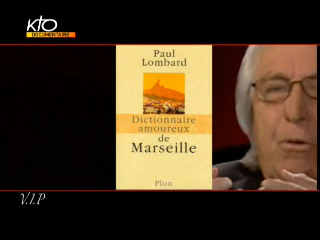 KTO
DOCUMENTAIRE
Paul
Lombard
Dictionnaire
amoureux
de
Marseille
Plon
V.I.P